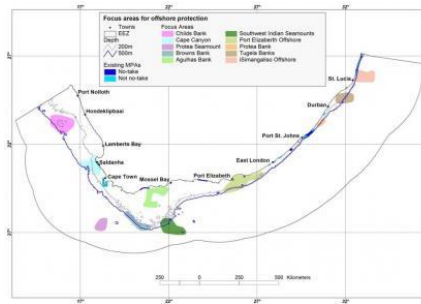 Focus areas for offshore protection
Towns
EEZ
Depth
200m
500m
Existing MPAs
No-take
Not no-take
Focus Areas
Childs Bank
Cape Canyon
Protea Seamount
Browns Bank
Agulhas Bank
Southwest Indian Seamounts
Port Elizabeth Offshore
Protea Bank
Tugela Banks
iSimangaliso Offshore
Port Nolloth
Hondeklipbaai
Lamberts Bay
Saldanha
Cape Town
Mossel Bay
Port Elizabeth
East London
Port St. Johns
Durban
St. Lucia
250
0
250
500 Kilometers